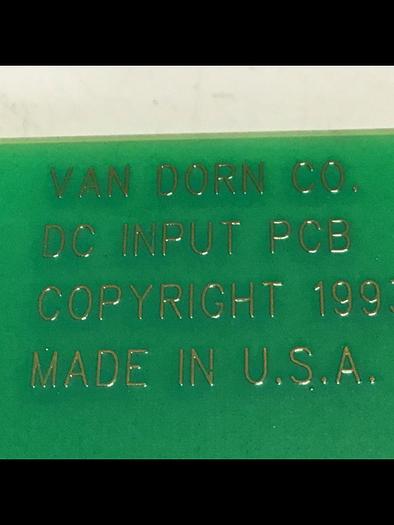 VAN DORN CO.
DC INPUT PCB
COPYRIGHT 199
MADE IN U.S.A.